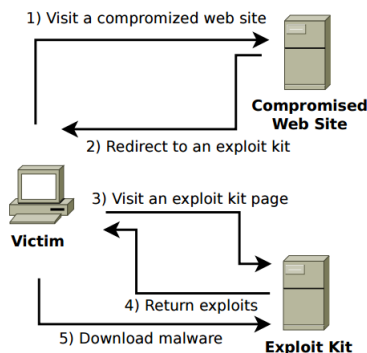 1) Visit a compromized web site
Compromised
Web Site
2) Redirect to an exploit kit
3) Visit an exploit kit page
Victim
4) Return exploits
5) Download malware
Exploit Kit